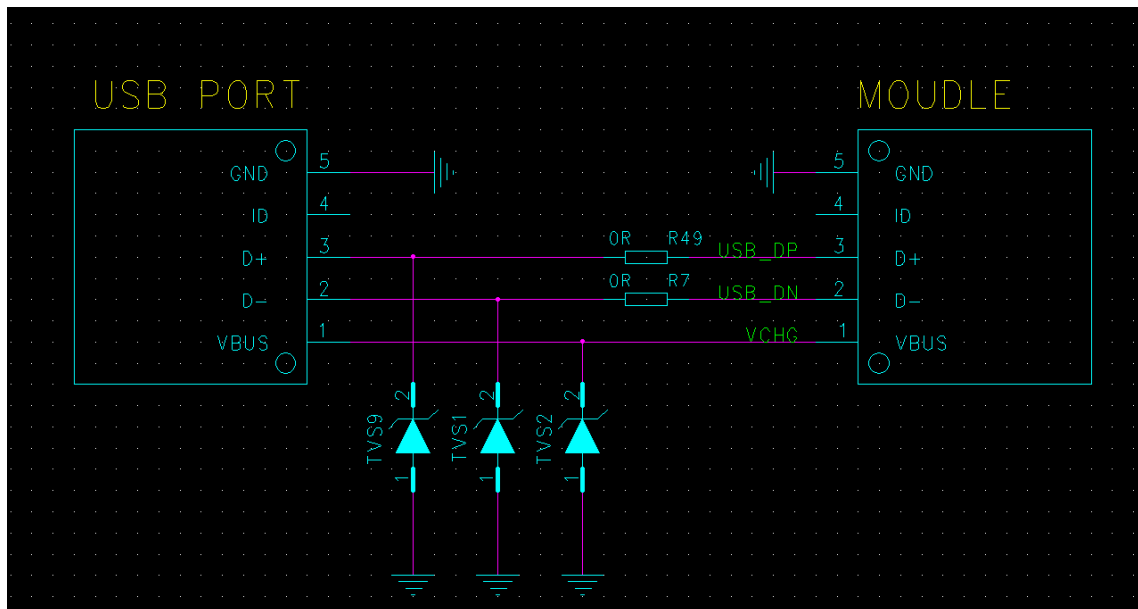 USB PORT MOUDLE
GND 5 5 GND
ID 4 4 ID
0R R49
D+ 3 USB_DP 3 D+
0R R7
D- 2 USB_DN 2 D-
VBUS 1 VCHG 1 VBUS
2 2 2
TVS9 TVS1 TVS2
1 1 1